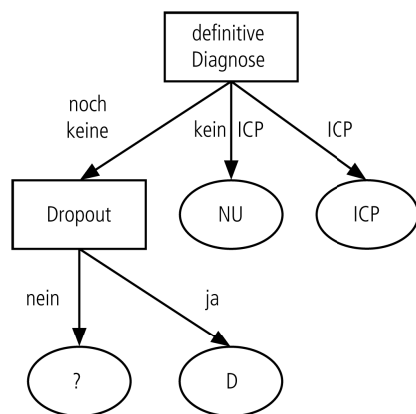 definitive
Diagnose
noch
keine
kein ICP
ICP
Dropout
NU
ICP
nein
ja
?
D